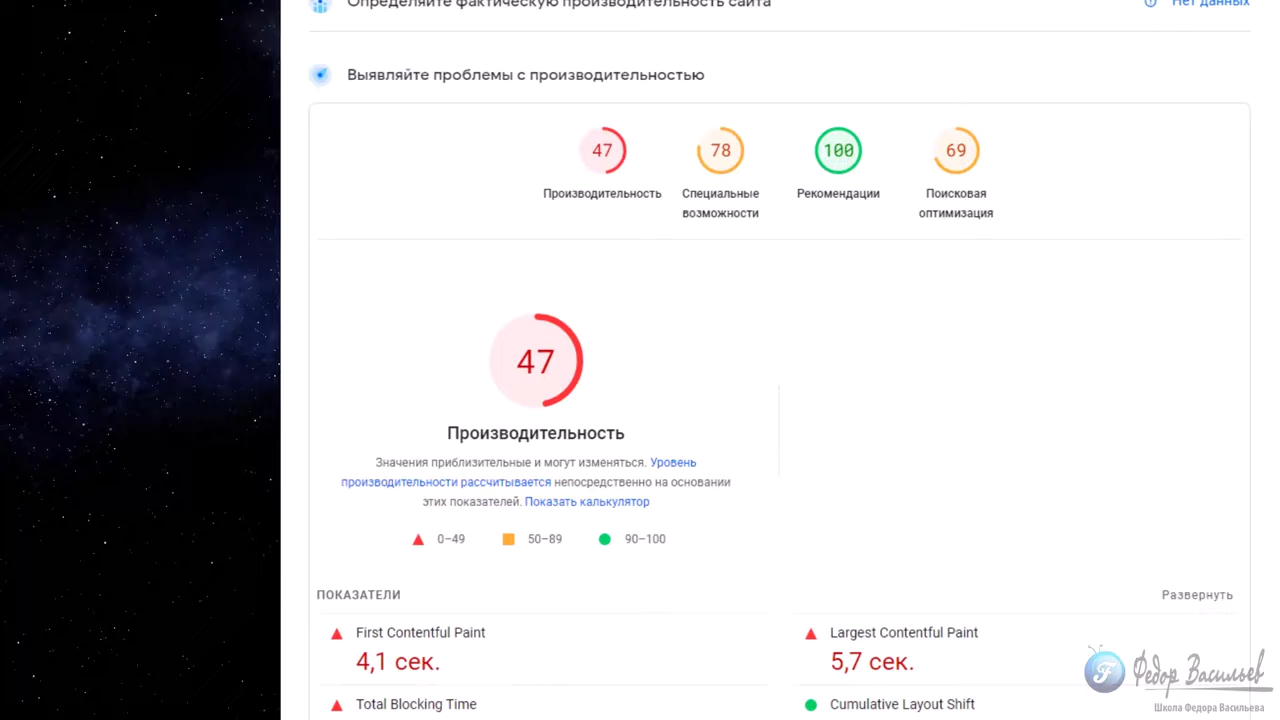 Определяйте фактическую производительность сайта
Нет данных
Выявляйте проблемы с производительностью
47
78
100
69
Производительность
Специальные
возможности
Рекомендации
Поисковая
оптимизация
47
Производительность
Значения приблизительные и могут изменяться. Уровень
производительности рассчитывается непосредственно на основании
этих показателей. Показать калькулятор
0–49
50–89
90–100
ПОКАЗАТЕЛИ
Развернуть
First Contentful Paint
4,1 сек.
Largest Contentful Paint
5,7 сек.
Total Blocking Time
Cumulative Layout Shift
F
Федор Васильев
Школа Федора Васильева